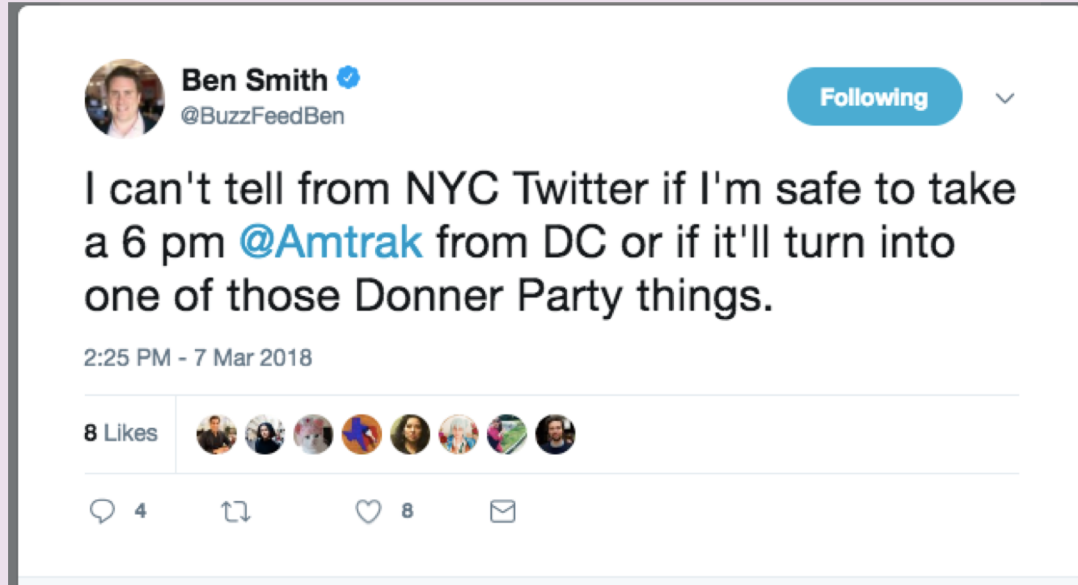 Ben Smith
@BuzzFeedBen
Following
I can't tell from NYC Twitter if I'm safe to take
a 6 pm @Amtrak from DC or if it'll turn into
one of those Donner Party things.
2:25 PM - 7 Mar 2018
8 Likes
4
8